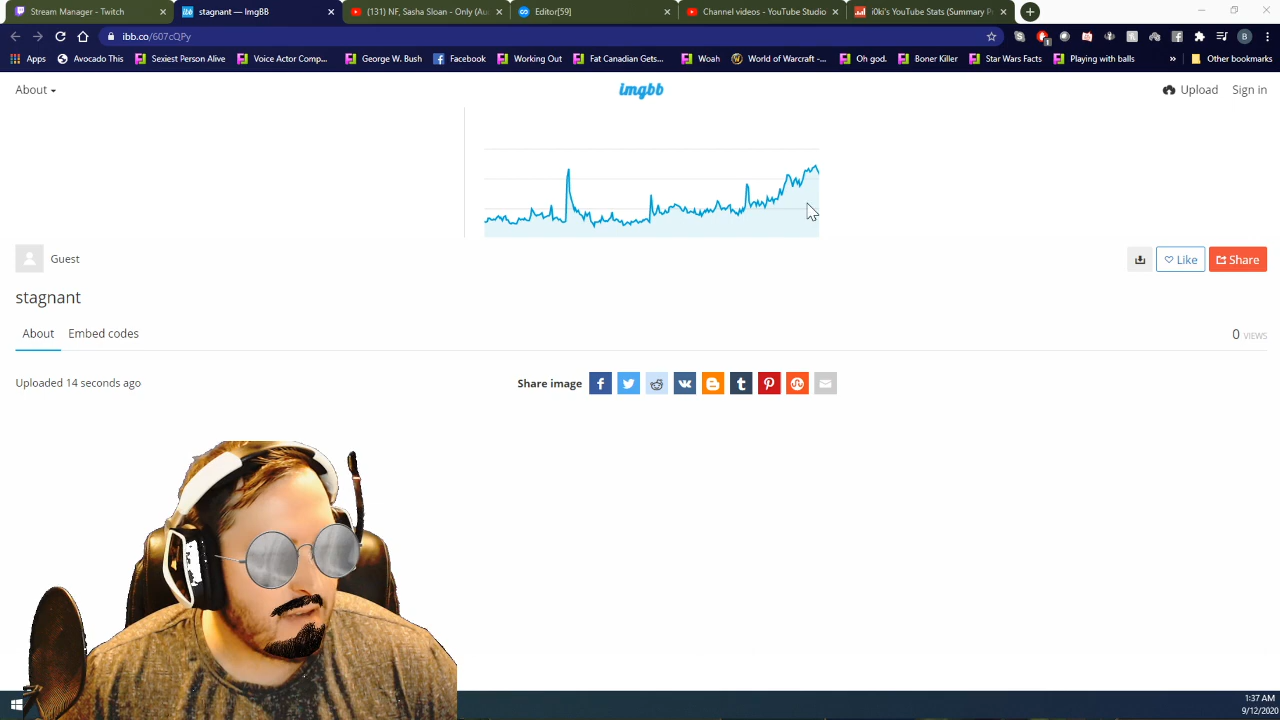 Stream Manager - Twitch
stagnant — ImgBB
(131) NF, Sasha Sloan - Only (Au
Editor[59]
Channel videos - YouTube Studio
i0ki's YouTube Stats (Summary P
ibb.co/607cQPy
Apps
Avocado This
Sexiest Person Alive
Voice Actor Comp...
George W. Bush
Facebook
Working Out
Fat Canadian Gets...
Woah
World of Warcraft -...
Oh god.
Boner Killer
Star Wars Facts
Playing with balls
»
Other bookmarks
About
imgbb
Upload
Sign in
Guest
Like
Share
stagnant
About
Embed codes
0 VIEWS
Uploaded 14 seconds ago
Share image
1:37 AM
9/12/2020